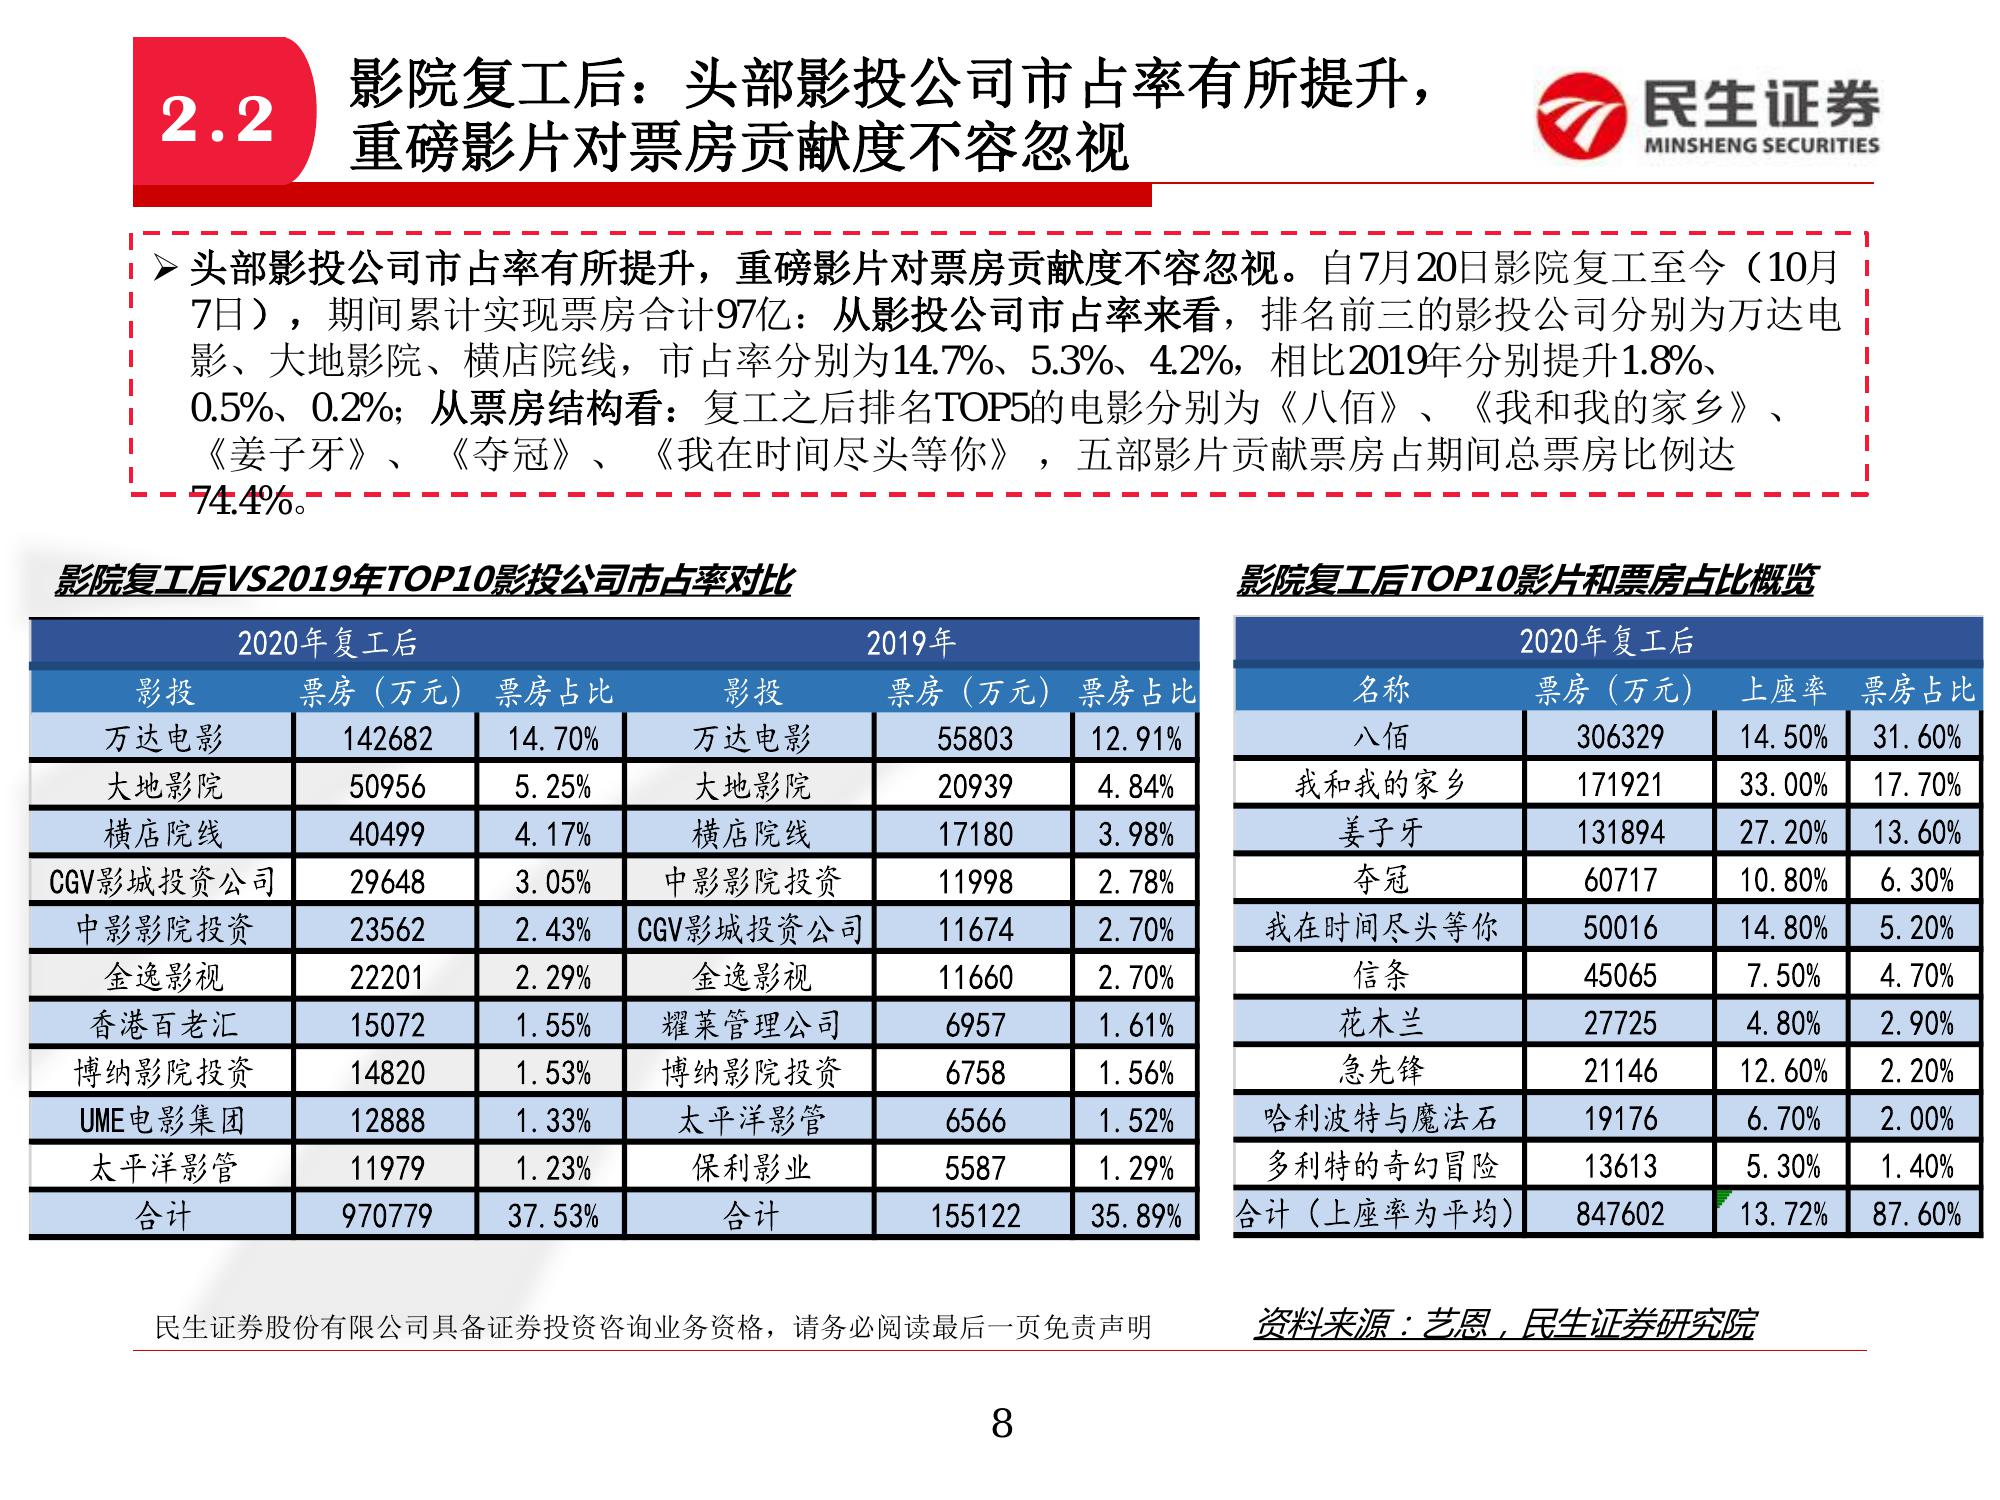 2.2
影院复工后：头部影投公司市占率有所提升，
重磅影片对票房贡献度不容忽视
民生证券
MINSHENG SECURITIES
➢ 头部影投公司市占率有所提升，重磅影片对票房贡献度不容忽视。自7月20日影院复工至今（10月
7日），期间累计实现票房合计97亿：从影投公司市占率来看，排名前三的影投公司分别为万达电
影、大地影院、横店院线，市占率分别为14.7%、5.3%、4.2%，相比2019年分别提升1.8%、
0.5%、0.2%；从票房结构看：复工之后排名TOP5的电影分别为《八佰》、《我和我的家乡》、
《姜子牙》、《夺冠》、《我在时间尽头等你》，五部影片贡献票房占期间总票房比例达
74.4%。
影院复工后VS2019年TOP10影投公司市占率对比
2020年复工后 2019年
影投 票房（万元） 票房占比 影投 票房（万元） 票房占比
万达电影 142682 14.70% 万达电影 55803 12.91%
大地影院 50956 5.25% 大地影院 20939 4.84%
横店院线 40499 4.17% 横店院线 17180 3.98%
CGV影城投资公司 29648 3.05% 中影影院投资 11998 2.78%
中影影院投资 23562 2.43% CGV影城投资公司 11674 2.70%
金逸影视 22201 2.29% 金逸影视 11660 2.70%
香港百老汇 15072 1.55% 耀莱管理公司 6957 1.61%
博纳影院投资 14820 1.53% 博纳影院投资 6758 1.56%
UME电影集团 12888 1.33% 太平洋影管 6566 1.52%
太平洋影管 11979 1.23% 保利影业 5587 1.29%
合计 970779 37.53% 合计 155122 35.89%
影院复工后TOP10影片和票房占比概览
2020年复工后
名称 票房（万元） 上座率 票房占比
八佰 306329 14.50% 31.60%
我和我的家乡 171921 33.00% 17.70%
姜子牙 131894 27.20% 13.60%
夺冠 60717 10.80% 6.30%
我在时间尽头等你 50016 14.80% 5.20%
信条 45065 7.50% 4.70%
花木兰 27725 4.80% 2.90%
急先锋 21146 12.60% 2.20%
哈利波特与魔法石 19176 6.70% 2.00%
多利特的奇幻冒险 13613 5.30% 1.40%
合计（上座率为平均） 847602 13.72% 87.60%
民生证券股份有限公司具备证券投资咨询业务资格，请务必阅读最后一页免责声明
资料来源：艺恩，民生证券研究院
8